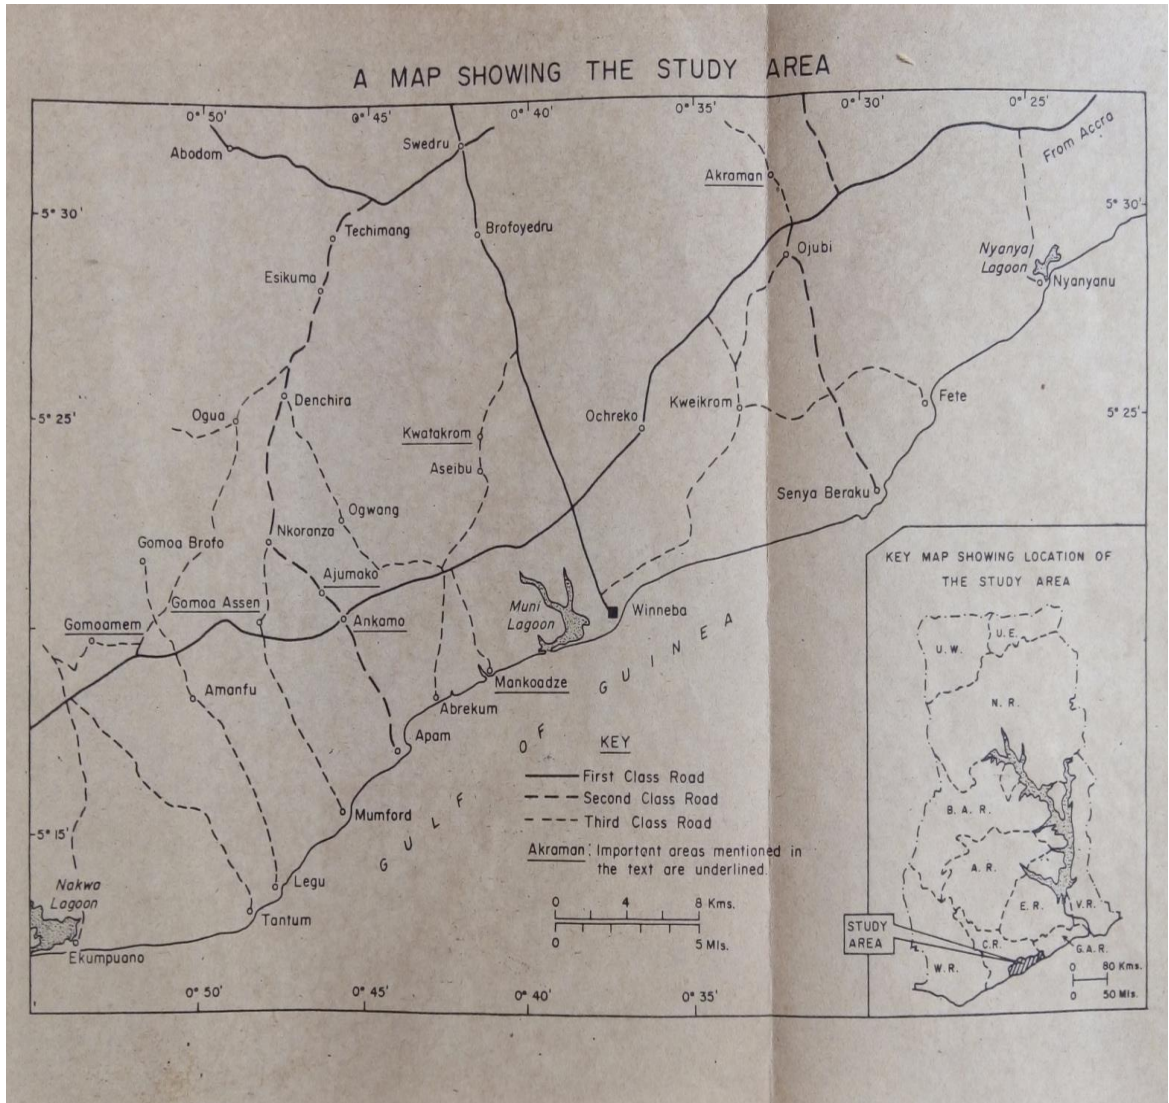 A MAP SHOWING THE STUDY AREA
0° 50'
0° 45'
0° 40'
0° 35'
0° 30'
0° 25'
From Accra
Abodom
Swedru
Akraman
5° 30'
5° 30'
Techimang
Brofoyedru
Ojubi
Nyanya
Lagoon
Nyanyanu
Esikuma
Denchira
Ogua
5° 25'
5° 25'
Kwatakrom
Aseibu
Ochreko
Kweikrom
Fete
Senya Beraku
Ogwang
Nkoranza
Gomoa Brofo
Ajumako
Gomoa Assen
Ankamo
Gomoamem
Muni
Lagoon
Winneba
Mankoadze
Amanfu
Abrekum
Apam
Mumford
GULF OF GUINEA
5° 15'
Legu
Tantum
Nakwa
Lagoon
Ekumpuano
KEY
First Class Road
Second Class Road
Third Class Road
Akraman: Important areas mentioned in
the text are underlined.
0 4 8 Kms.
0 5 Mls.
0° 50'
0° 45'
0° 40'
0° 35'
KEY MAP SHOWING LOCATION OF
THE STUDY AREA
U.W.
U.E.
N.R.
B.A.R.
A.R.
E.R.
V.R.
C.R.
G.A.R.
W.R.
STUDY
AREA
0 80 Kms.
0 50 Mls.